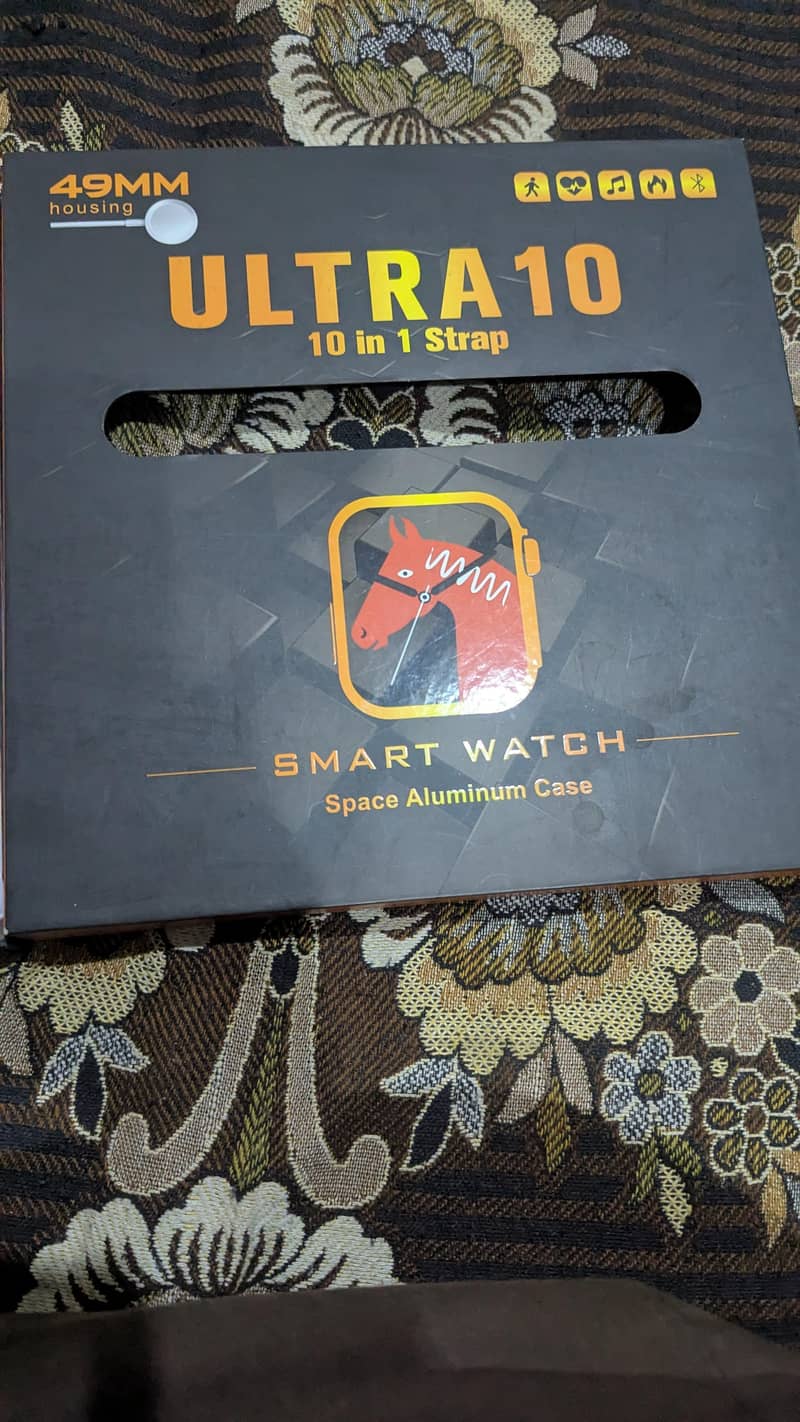 49MM
housing
ULTRA10
10 in 1 Strap
SMART WATCH
Space Aluminum Case